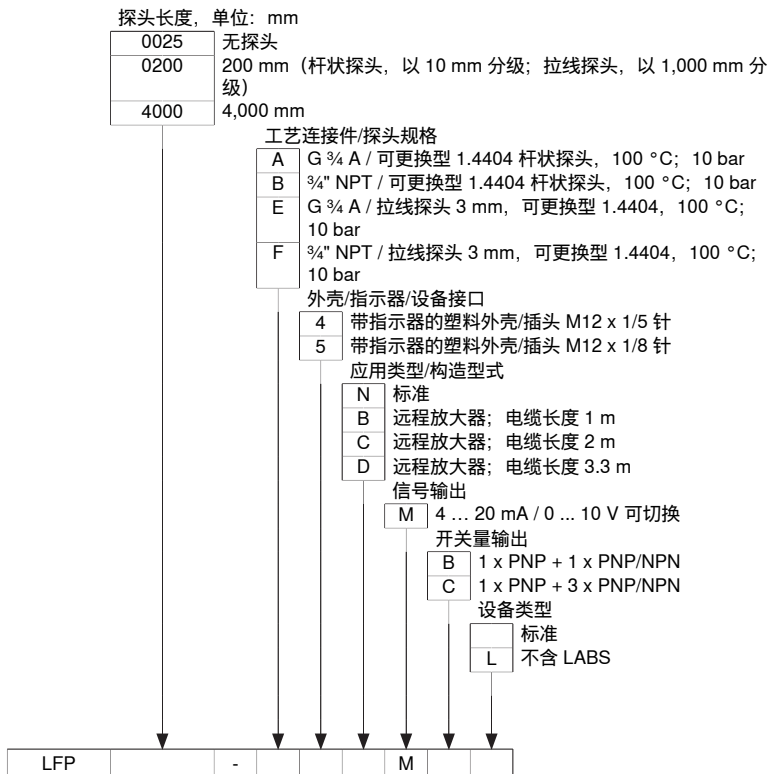 探头长度，单位：mm
0025 无探头
0200 200 mm（杆状探头，以 10 mm 分级；拉线探头，以 1,000 mm 分
级）
4000 4,000 mm
工艺连接件/探头规格
A G ¾ A / 可更换型 1.4404 杆状探头，100 °C；10 bar
B ¾" NPT / 可更换型 1.4404 杆状探头，100 °C；10 bar
E G ¾ A / 拉线探头 3 mm，可更换型 1.4404，100 °C；
10 bar
F ¾" NPT / 拉线探头 3 mm，可更换型 1.4404，100 °C；
10 bar
外壳/指示器/设备接口
4 带指示器的塑料外壳/插头 M12 x 1/5 针
5 带指示器的塑料外壳/插头 M12 x 1/8 针
应用类型/构造型式
N 标准
B 远程放大器；电缆长度 1 m
C 远程放大器；电缆长度 2 m
D 远程放大器；电缆长度 3.3 m
信号输出
M 4 … 20 mA / 0 ... 10 V 可切换
开关量输出
B 1 x PNP + 1 x PNP/NPN
C 1 x PNP + 3 x PNP/NPN
设备类型
标准
L 不含 LABS
LFP - M